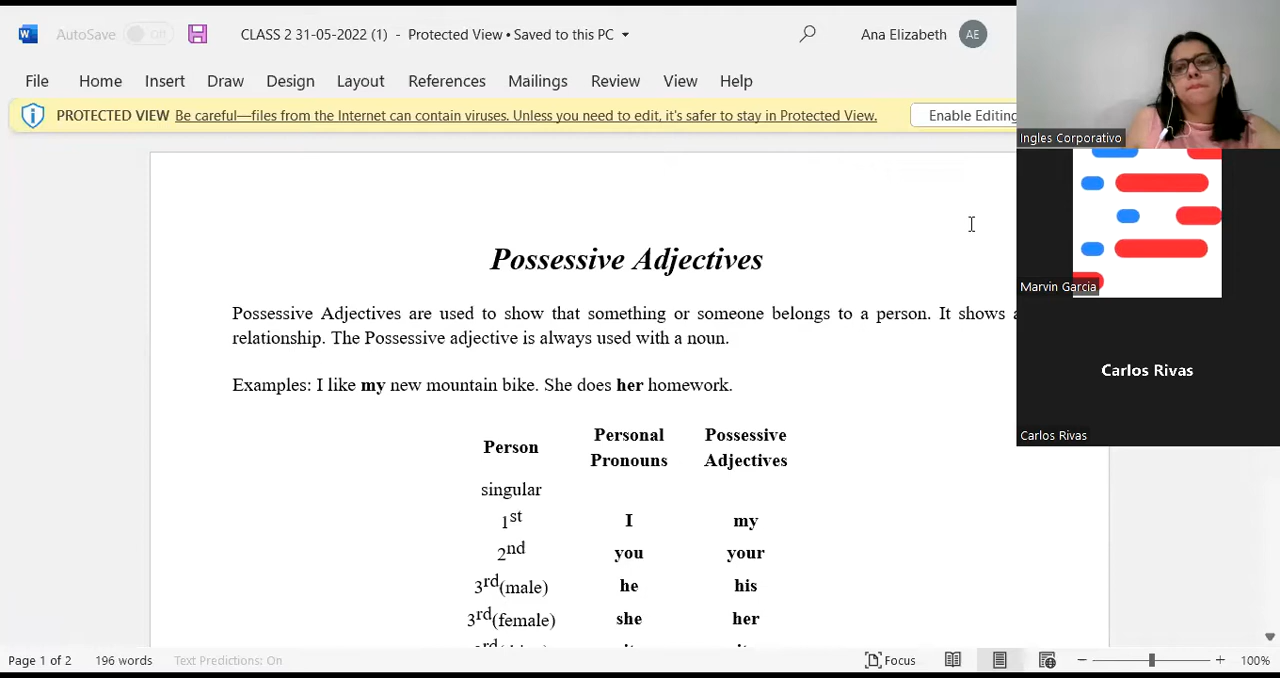 AutoSave Off CLASS 2 31-05-2022 (1) - Protected View • Saved to this PC Ana Elizabeth AE
File Home Insert Draw Design Layout References Mailings Review View Help
PROTECTED VIEW Be careful—files from the Internet can contain viruses. Unless you need to edit, it's safer to stay in Protected View. Enable Editing
Ingles Corporativo
Marvin Garcia
Carlos Rivas
Carlos Rivas
Possessive Adjectives
Possessive Adjectives are used to show that something or someone belongs to a person. It shows a
relationship. The Possessive adjective is always used with a noun.
Examples: I like my new mountain bike. She does her homework.
Person Personal Pronouns Possessive Adjectives
singular
1st I my
2nd you your
3rd(male) he his
3rd(female) she her
Page 1 of 2 196 words Text Predictions: On Focus 100%